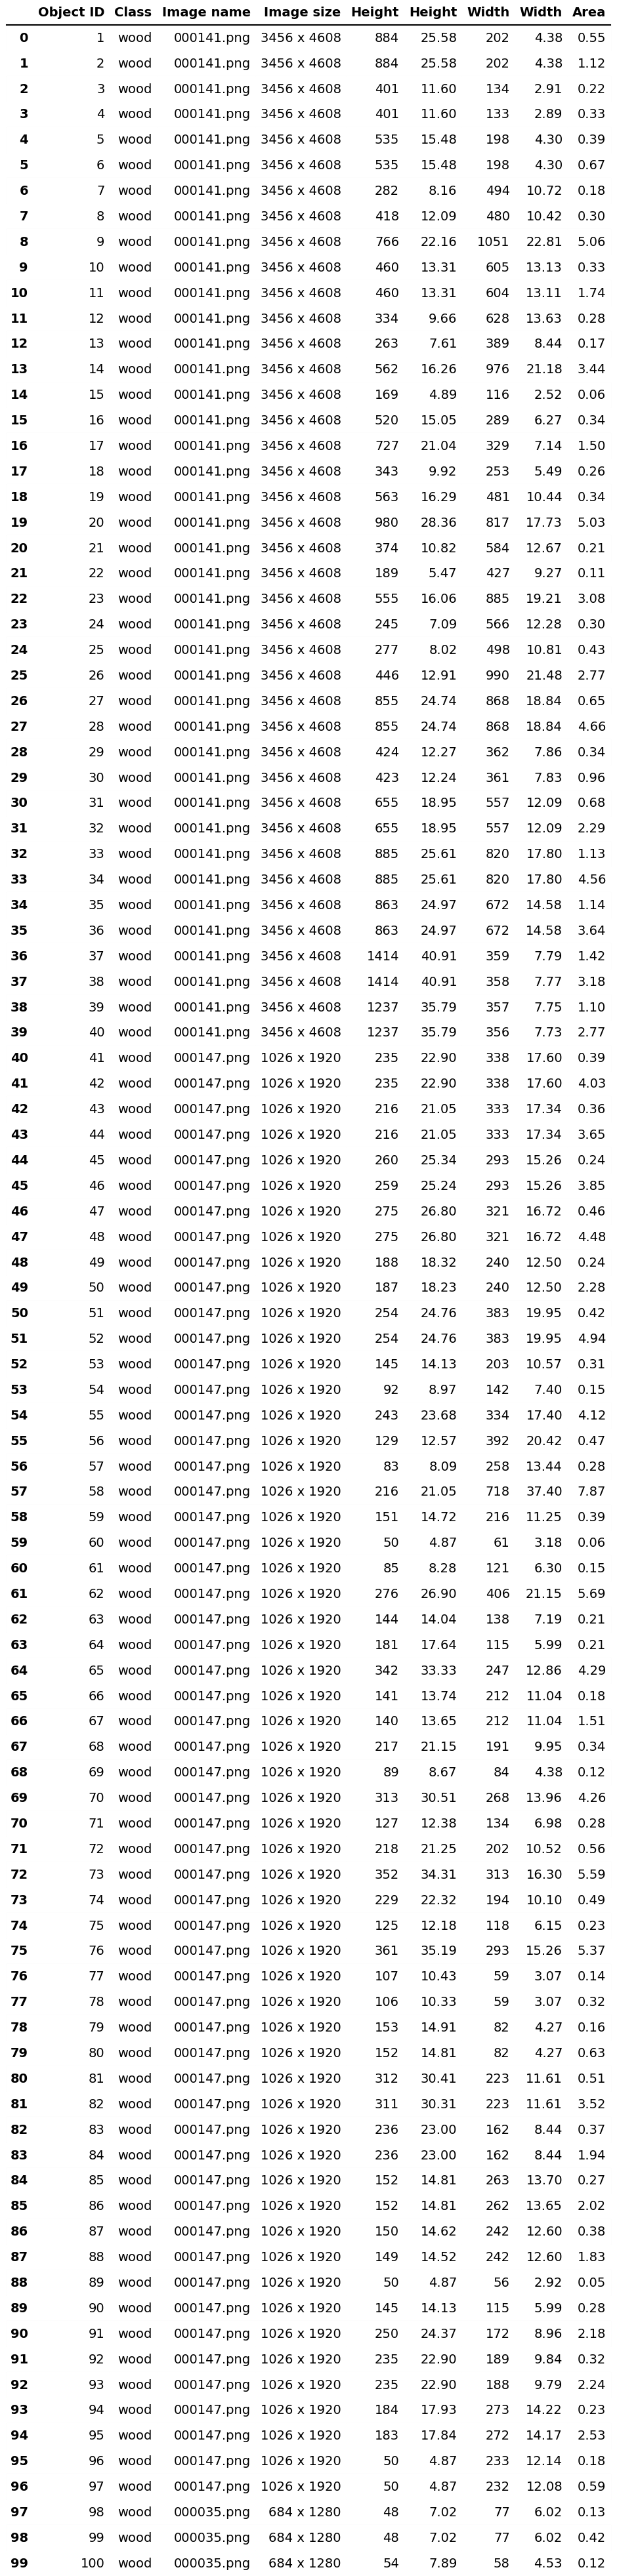 Object ID Class Image name Image size Height Height Width Width Area
0 1 wood 000141.png 3456 x 4608 884 25.58 202 4.38 0.55
1 2 wood 000141.png 3456 x 4608 884 25.58 202 4.38 1.12
2 3 wood 000141.png 3456 x 4608 401 11.60 134 2.91 0.22
3 4 wood 000141.png 3456 x 4608 401 11.60 133 2.89 0.33
4 5 wood 000141.png 3456 x 4608 535 15.48 198 4.30 0.39
5 6 wood 000141.png 3456 x 4608 535 15.48 198 4.30 0.67
6 7 wood 000141.png 3456 x 4608 282 8.16 494 10.72 0.18
7 8 wood 000141.png 3456 x 4608 418 12.09 480 10.42 0.30
8 9 wood 000141.png 3456 x 4608 766 22.16 1051 22.81 5.06
9 10 wood 000141.png 3456 x 4608 460 13.31 605 13.13 0.33
10 11 wood 000141.png 3456 x 4608 460 13.31 604 13.11 1.74
11 12 wood 000141.png 3456 x 4608 334 9.66 628 13.63 0.28
12 13 wood 000141.png 3456 x 4608 263 7.61 389 8.44 0.17
13 14 wood 000141.png 3456 x 4608 562 16.26 976 21.18 3.44
14 15 wood 000141.png 3456 x 4608 169 4.89 116 2.52 0.06
15 16 wood 000141.png 3456 x 4608 520 15.05 289 6.27 0.34
16 17 wood 000141.png 3456 x 4608 727 21.04 329 7.14 1.50
17 18 wood 000141.png 3456 x 4608 343 9.92 253 5.49 0.26
18 19 wood 000141.png 3456 x 4608 563 16.29 481 10.44 0.34
19 20 wood 000141.png 3456 x 4608 980 28.36 817 17.73 5.03
20 21 wood 000141.png 3456 x 4608 374 10.82 584 12.67 0.21
21 22 wood 000141.png 3456 x 4608 189 5.47 427 9.27 0.11
22 23 wood 000141.png 3456 x 4608 555 16.06 885 19.21 3.08
23 24 wood 000141.png 3456 x 4608 245 7.09 566 12.28 0.30
24 25 wood 000141.png 3456 x 4608 277 8.02 498 10.81 0.43
25 26 wood 000141.png 3456 x 4608 446 12.91 990 21.48 2.77
26 27 wood 000141.png 3456 x 4608 855 24.74 868 18.84 0.65
27 28 wood 000141.png 3456 x 4608 855 24.74 868 18.84 4.66
28 29 wood 000141.png 3456 x 4608 424 12.27 362 7.86 0.34
29 30 wood 000141.png 3456 x 4608 423 12.24 361 7.83 0.96
30 31 wood 000141.png 3456 x 4608 655 18.95 557 12.09 0.68
31 32 wood 000141.png 3456 x 4608 655 18.95 557 12.09 2.29
32 33 wood 000141.png 3456 x 4608 885 25.61 820 17.80 1.13
33 34 wood 000141.png 3456 x 4608 885 25.61 820 17.80 4.56
34 35 wood 000141.png 3456 x 4608 863 24.97 672 14.58 1.14
35 36 wood 000141.png 3456 x 4608 863 24.97 672 14.58 3.64
36 37 wood 000141.png 3456 x 4608 1414 40.91 359 7.79 1.42
37 38 wood 000141.png 3456 x 4608 1414 40.91 358 7.77 3.18
38 39 wood 000141.png 3456 x 4608 1237 35.79 357 7.75 1.10
39 40 wood 000141.png 3456 x 4608 1237 35.79 356 7.73 2.77
40 41 wood 000147.png 1026 x 1920 235 22.90 338 17.60 0.39
41 42 wood 000147.png 1026 x 1920 235 22.90 338 17.60 4.03
42 43 wood 000147.png 1026 x 1920 216 21.05 333 17.34 0.36
43 44 wood 000147.png 1026 x 1920 216 21.05 333 17.34 3.65
44 45 wood 000147.png 1026 x 1920 260 25.34 293 15.26 0.24
45 46 wood 000147.png 1026 x 1920 259 25.24 293 15.26 3.85
46 47 wood 000147.png 1026 x 1920 275 26.80 321 16.72 0.46
47 48 wood 000147.png 1026 x 1920 275 26.80 321 16.72 4.48
48 49 wood 000147.png 1026 x 1920 188 18.32 240 12.50 0.24
49 50 wood 000147.png 1026 x 1920 187 18.23 240 12.50 2.28
50 51 wood 000147.png 1026 x 1920 254 24.76 383 19.95 0.42
51 52 wood 000147.png 1026 x 1920 254 24.76 383 19.95 4.94
52 53 wood 000147.png 1026 x 1920 145 14.13 203 10.57 0.31
53 54 wood 000147.png 1026 x 1920 92 8.97 142 7.40 0.15
54 55 wood 000147.png 1026 x 1920 243 23.68 334 17.40 4.12
55 56 wood 000147.png 1026 x 1920 129 12.57 392 20.42 0.47
56 57 wood 000147.png 1026 x 1920 83 8.09 258 13.44 0.28
57 58 wood 000147.png 1026 x 1920 216 21.05 718 37.40 7.87
58 59 wood 000147.png 1026 x 1920 151 14.72 216 11.25 0.39
59 60 wood 000147.png 1026 x 1920 50 4.87 61 3.18 0.06
60 61 wood 000147.png 1026 x 1920 85 8.28 121 6.30 0.15
61 62 wood 000147.png 1026 x 1920 276 26.90 406 21.15 5.69
62 63 wood 000147.png 1026 x 1920 144 14.04 138 7.19 0.21
63 64 wood 000147.png 1026 x 1920 181 17.64 115 5.99 0.21
64 65 wood 000147.png 1026 x 1920 342 33.33 247 12.86 4.29
65 66 wood 000147.png 1026 x 1920 141 13.74 212 11.04 0.18
66 67 wood 000147.png 1026 x 1920 140 13.65 212 11.04 1.51
67 68 wood 000147.png 1026 x 1920 217 21.15 191 9.95 0.34
68 69 wood 000147.png 1026 x 1920 89 8.67 84 4.38 0.12
69 70 wood 000147.png 1026 x 1920 313 30.51 268 13.96 4.26
70 71 wood 000147.png 1026 x 1920 127 12.38 134 6.98 0.28
71 72 wood 000147.png 1026 x 1920 218 21.25 202 10.52 0.56
72 73 wood 000147.png 1026 x 1920 352 34.31 313 16.30 5.59
73 74 wood 000147.png 1026 x 1920 229 22.32 194 10.10 0.49
74 75 wood 000147.png 1026 x 1920 125 12.18 118 6.15 0.23
75 76 wood 000147.png 1026 x 1920 361 35.19 293 15.26 5.37
76 77 wood 000147.png 1026 x 1920 107 10.43 59 3.07 0.14
77 78 wood 000147.png 1026 x 1920 106 10.33 59 3.07 0.32
78 79 wood 000147.png 1026 x 1920 153 14.91 82 4.27 0.16
79 80 wood 000147.png 1026 x 1920 152 14.81 82 4.27 0.63
80 81 wood 000147.png 1026 x 1920 312 30.41 223 11.61 0.51
81 82 wood 000147.png 1026 x 1920 311 30.31 223 11.61 3.52
82 83 wood 000147.png 1026 x 1920 236 23.00 162 8.44 0.37
83 84 wood 000147.png 1026 x 1920 236 23.00 162 8.44 1.94
84 85 wood 000147.png 1026 x 1920 152 14.81 263 13.70 0.27
85 86 wood 000147.png 1026 x 1920 152 14.81 262 13.65 2.02
86 87 wood 000147.png 1026 x 1920 150 14.62 242 12.60 0.38
87 88 wood 000147.png 1026 x 1920 149 14.52 242 12.60 1.83
88 89 wood 000147.png 1026 x 1920 50 4.87 56 2.92 0.05
89 90 wood 000147.png 1026 x 1920 145 14.13 115 5.99 0.28
90 91 wood 000147.png 1026 x 1920 250 24.37 172 8.96 2.18
91 92 wood 000147.png 1026 x 1920 235 22.90 189 9.84 0.32
92 93 wood 000147.png 1026 x 1920 235 22.90 188 9.79 2.24
93 94 wood 000147.png 1026 x 1920 184 17.93 273 14.22 0.23
94 95 wood 000147.png 1026 x 1920 183 17.84 272 14.17 2.53
95 96 wood 000147.png 1026 x 1920 50 4.87 233 12.14 0.18
96 97 wood 000147.png 1026 x 1920 50 4.87 232 12.08 0.59
97 98 wood 000035.png 684 x 1280 48 7.02 77 6.02 0.13
98 99 wood 000035.png 684 x 1280 48 7.02 77 6.02 0.42
99 100 wood 000035.png 684 x 1280 54 7.89 58 4.53 0.12